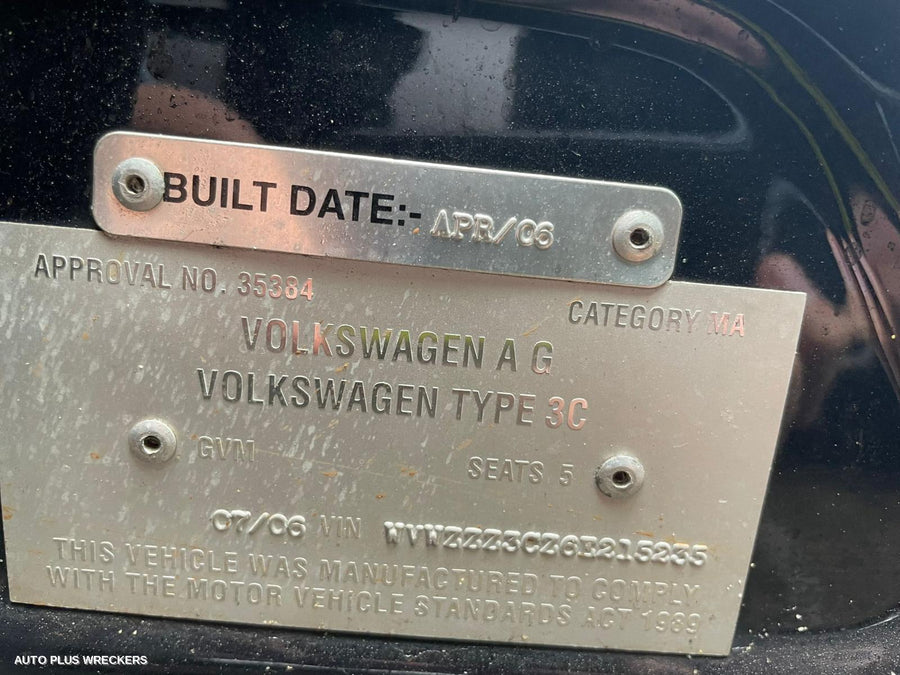 BUILT DATE:- APR/06
APPROVAL NO. 35384
CATEGORY MA
VOLKSWAGEN A G
VOLKSWAGEN TYPE 3C
GVM
SEATS 5
07/06 VIN WVWZZZ3CZ6E215235
THIS VEHICLE WAS MANUFACTURED TO COMPLY
WITH THE MOTOR VEHICLE STANDARDS ACT 1989
AUTO PLUS WRECKERS